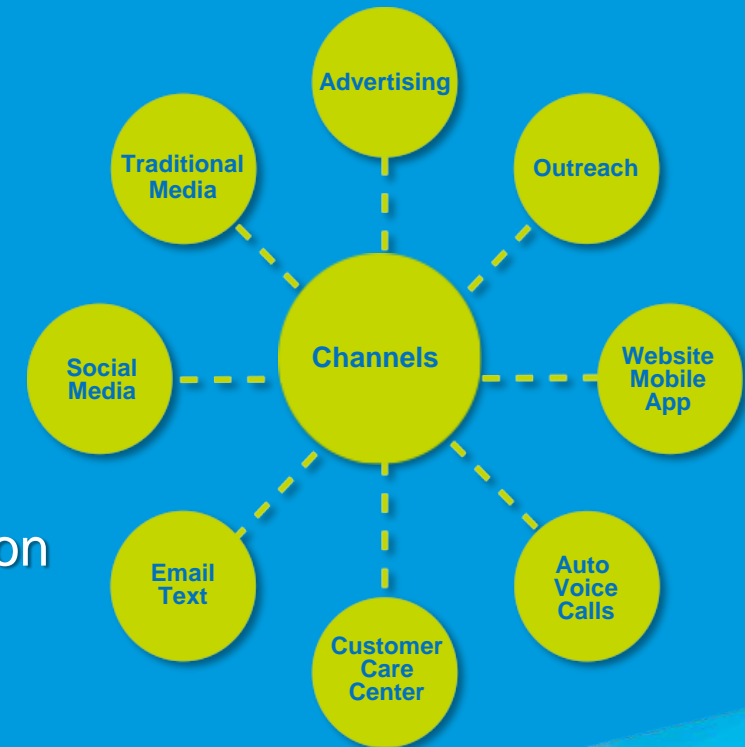 Advertising
Traditional
Media
Outreach
Channels
Social
Media
Website
Mobile
App
on
Email
Text
Auto
Voice
Calls
Customer
Care
Center